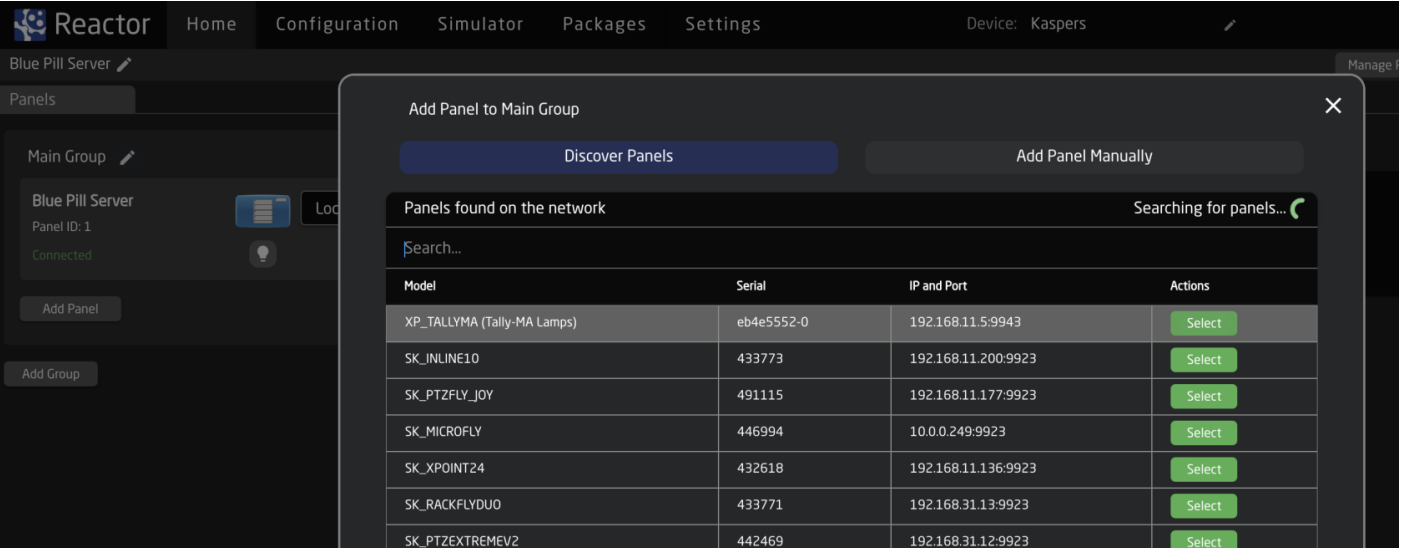 Reactor Home Configuration Simulator Packages Settings Device: Kaspers
Blue Pill Server Manage
Panels
Add Panel to Main Group
Discover Panels Add Panel Manually
Main Group
Blue Pill Server
Panel ID: 1
Connected
Loc
Add Panel
Add Group
Panels found on the network Searching for panels...
Search...
Model Serial IP and Port Actions
XP_TALLYMA (Tally-MA Lamps) eb4e5552-0 192.168.11.5:9943 Select
SK_INLINE10 433773 192.168.11.200:9923 Select
SK_PTZFLY_JOY 491115 192.168.11.177:9923 Select
SK_MICROFLY 446994 10.0.0.249:9923 Select
SK_XPOINT24 432618 192.168.11.136:9923 Select
SK_RACKFLYDUO 433771 192.168.31.13:9923 Select
SK_PTZEXTREMEV2 442469 192.168.31.12:9923 Select